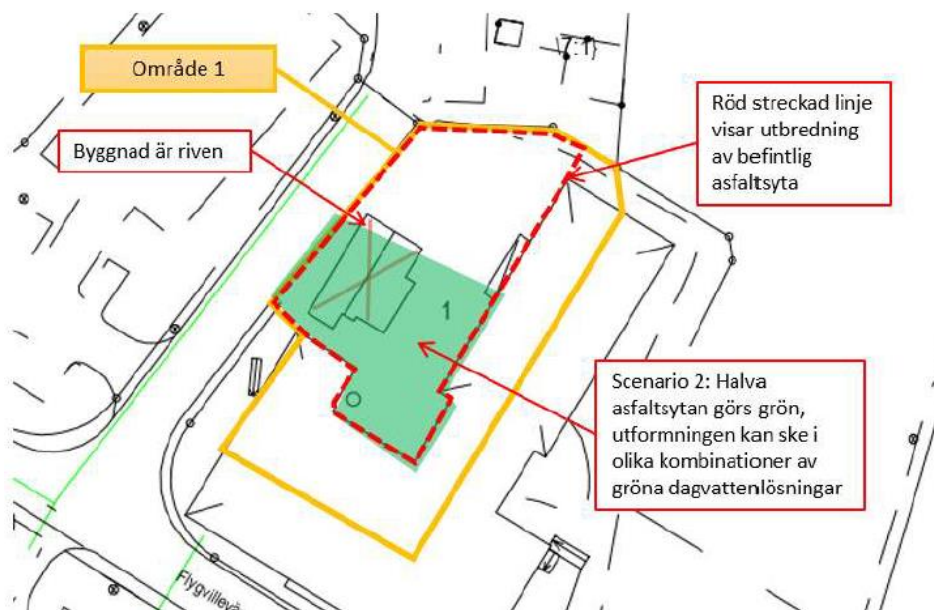 Område 1
Byggnad är riven
Röd streckad linje
visar utbredning
av befintlig
asfaltsyta
1
Scenario 2: Halva
asfaltsytan görs grön,
utformningen kan ske i
olika kombinationer av
gröna dagvattenlösningar
Flygvillevä